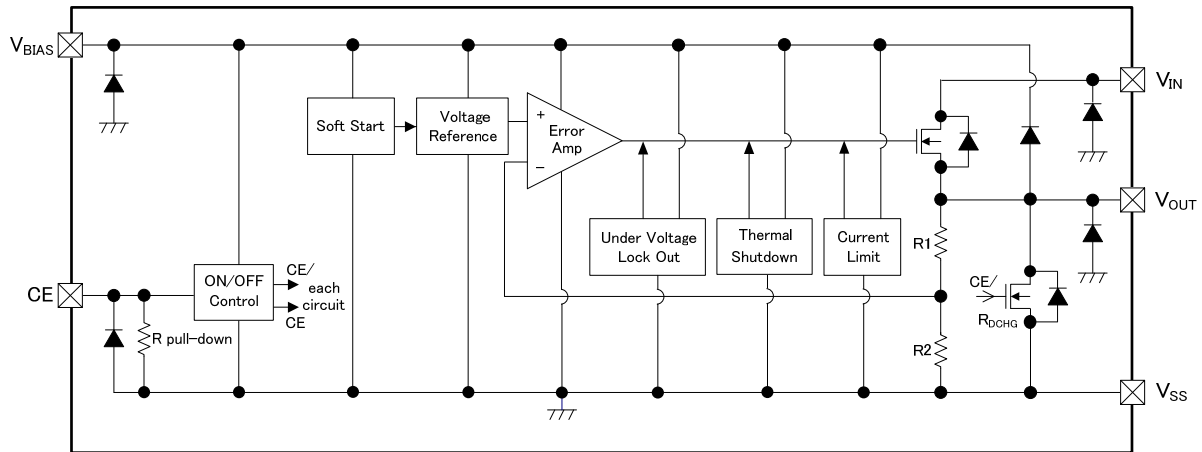 VBIAS
VIN
Soft Start
Voltage
Reference
+
Error
Amp
−
VOUT
Under Voltage
Lock Out
Thermal
Shutdown
Current
Limit
R1
CE
ON/OFF
Control
CE/
each
circuit
CE
CE/
RDCHG
R pull-down
R2
VSS